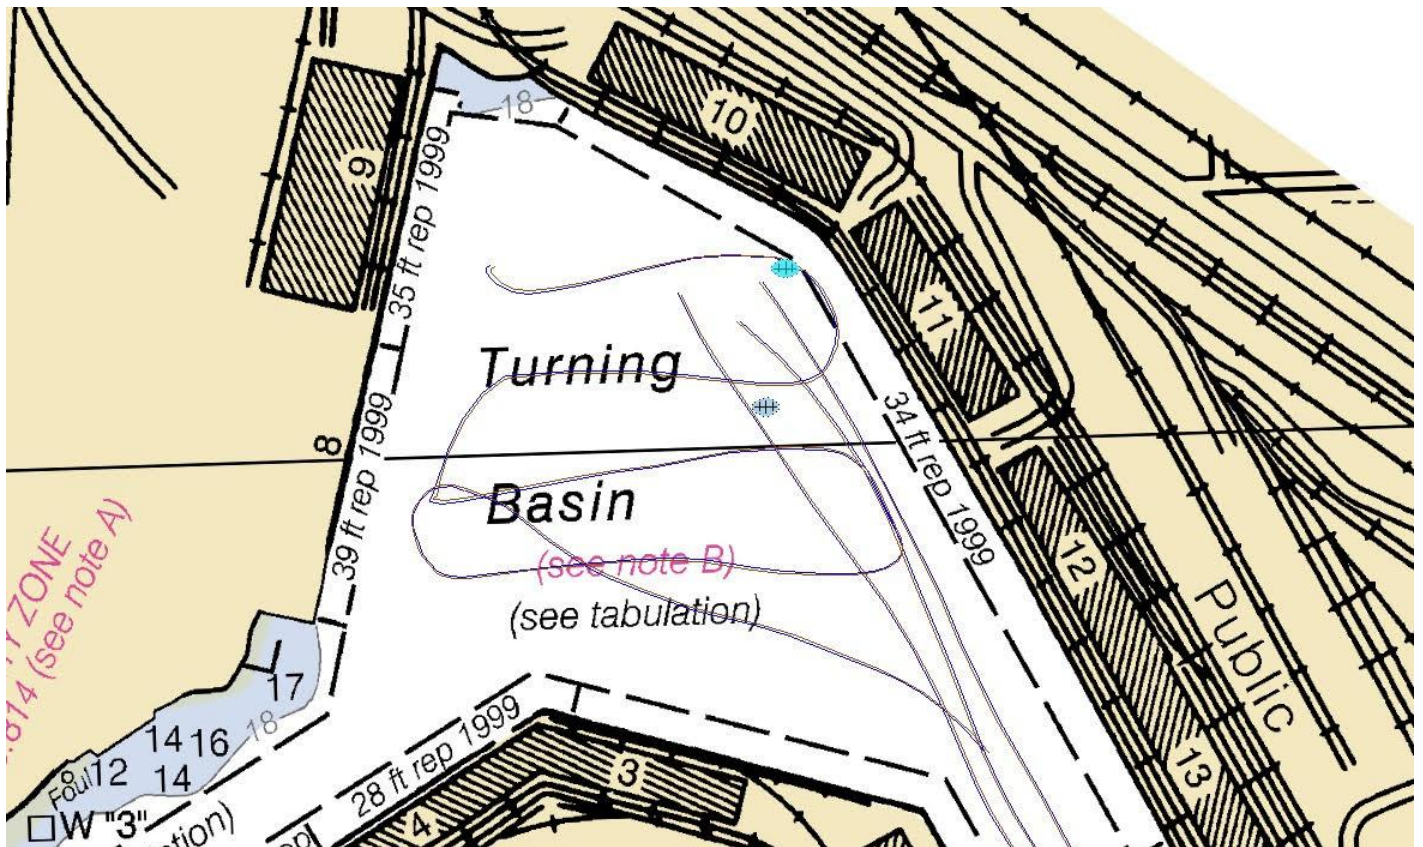 18
10
9
35 ft rep 1999
11
Turning
34 ft rep 1999
8
39 ft rep 1999
Basin
(see note B)
(see tabulation)
12
ZONE
.814 (see note A)
Public
17
18
14 16
12
14
Foul
28 ft rep 1999
3
13
4
W "3"